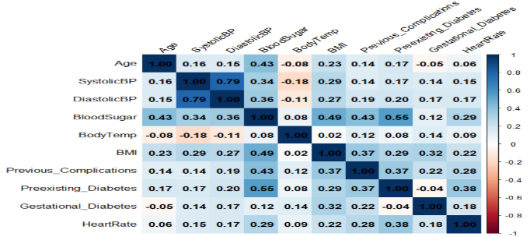 Age SystolicBP DiastolicBP BloodSugar BodyTemp BMI Previous_Complications Preexisting_Diabetes Gestational_Diabetes HeartRate
Age 1.00 0.16 0.15 0.43 -0.08 0.23 0.14 0.17 -0.05 0.06
SystolicBP 0.16 1.00 0.79 0.34 -0.18 0.29 0.14 0.17 0.14 0.15
DiastolicBP 0.15 0.79 1.00 0.36 -0.11 0.27 0.19 0.20 0.17 0.17
BloodSugar 0.43 0.34 0.36 1.00 0.08 0.49 0.43 0.55 0.12 0.29
BodyTemp -0.08 -0.18 -0.11 0.08 1.00 0.02 0.12 0.08 0.14 0.09
BMI 0.23 0.29 0.27 0.49 0.02 1.00 0.37 0.29 0.32 0.22
Previous_Complications 0.14 0.14 0.19 0.43 0.12 0.37 1.00 0.37 0.22 0.28
Preexisting_Diabetes 0.17 0.17 0.20 0.55 0.08 0.29 0.37 1.00 -0.04 0.38
Gestational_Diabetes -0.05 0.14 0.17 0.12 0.14 0.32 0.22 -0.04 1.00 0.18
HeartRate 0.06 0.15 0.17 0.29 0.09 0.22 0.28 0.38 0.18 1.00
1
0.8
0.6
0.4
0.2
0
-0.2
-0.4
-0.6
-0.8
-1